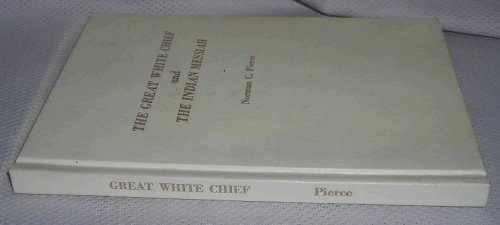 THE GREAT WHITE CHIEF
and
THE INDIAN MESSIAH
Norman C. Pierce
GREAT WHITE CHIEF Pierce